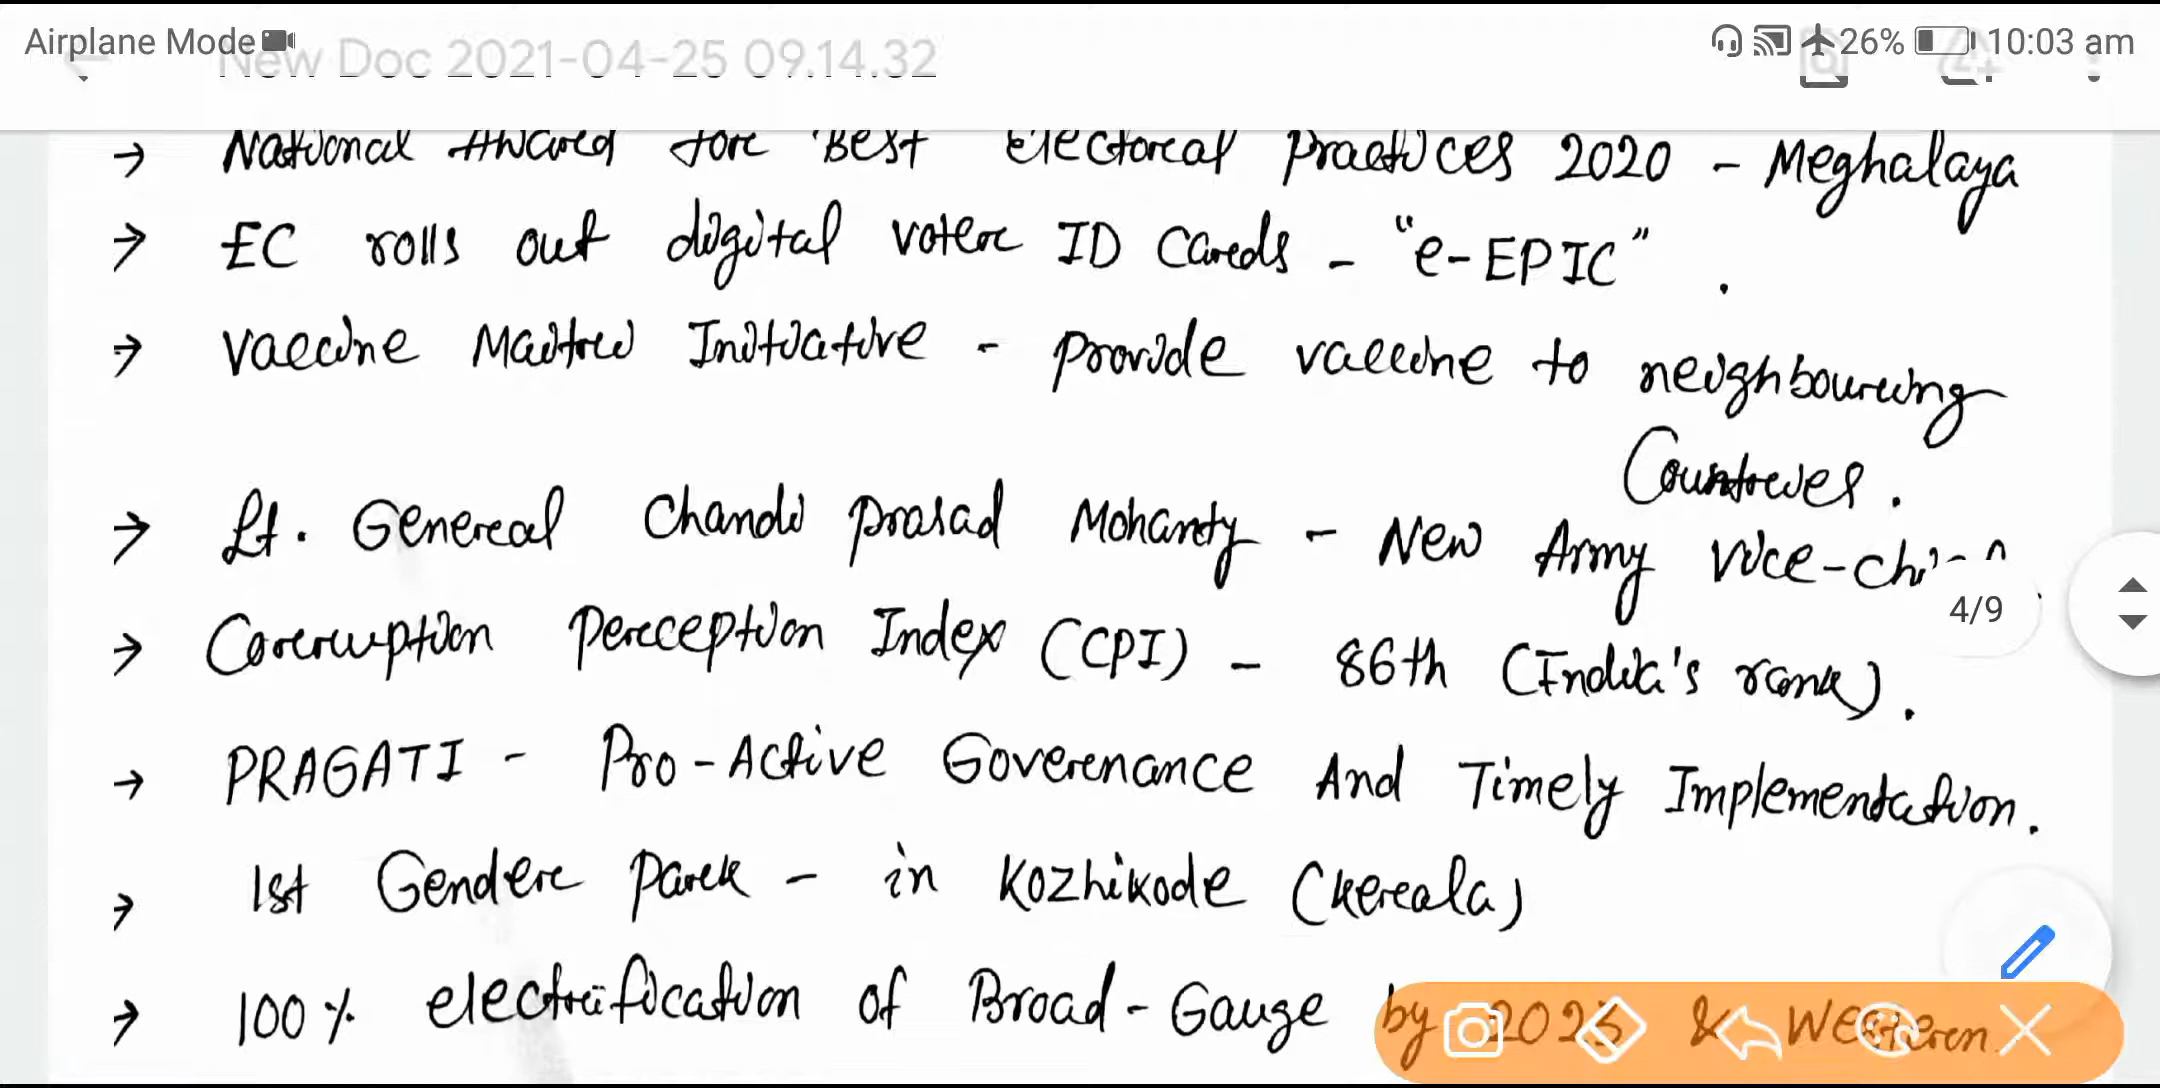 Airplane Mode
26% 10:03 am
New Doc 2021-04-25 09.14.32
→ National Award for Best Electoral Practices 2020 - Meghalaya
→ EC rolls out digital voter ID Cards - "e-EPIC".
→ Vaccine Maitri Initiative - provide vaccine to neighbouring
Countries.
→ Lt. General Chandi prasad Mohanty - New Army Vice-
4/9
→ Corruption Perception Index (CPI) - 86th (India's rank).
→ PRAGATI - Pro-Active Governance And Timely Implementation.
→ 1st Gender Park - in Kozhikode (Kerala)
→ 100% electrification of Broad-Gauge by & Western